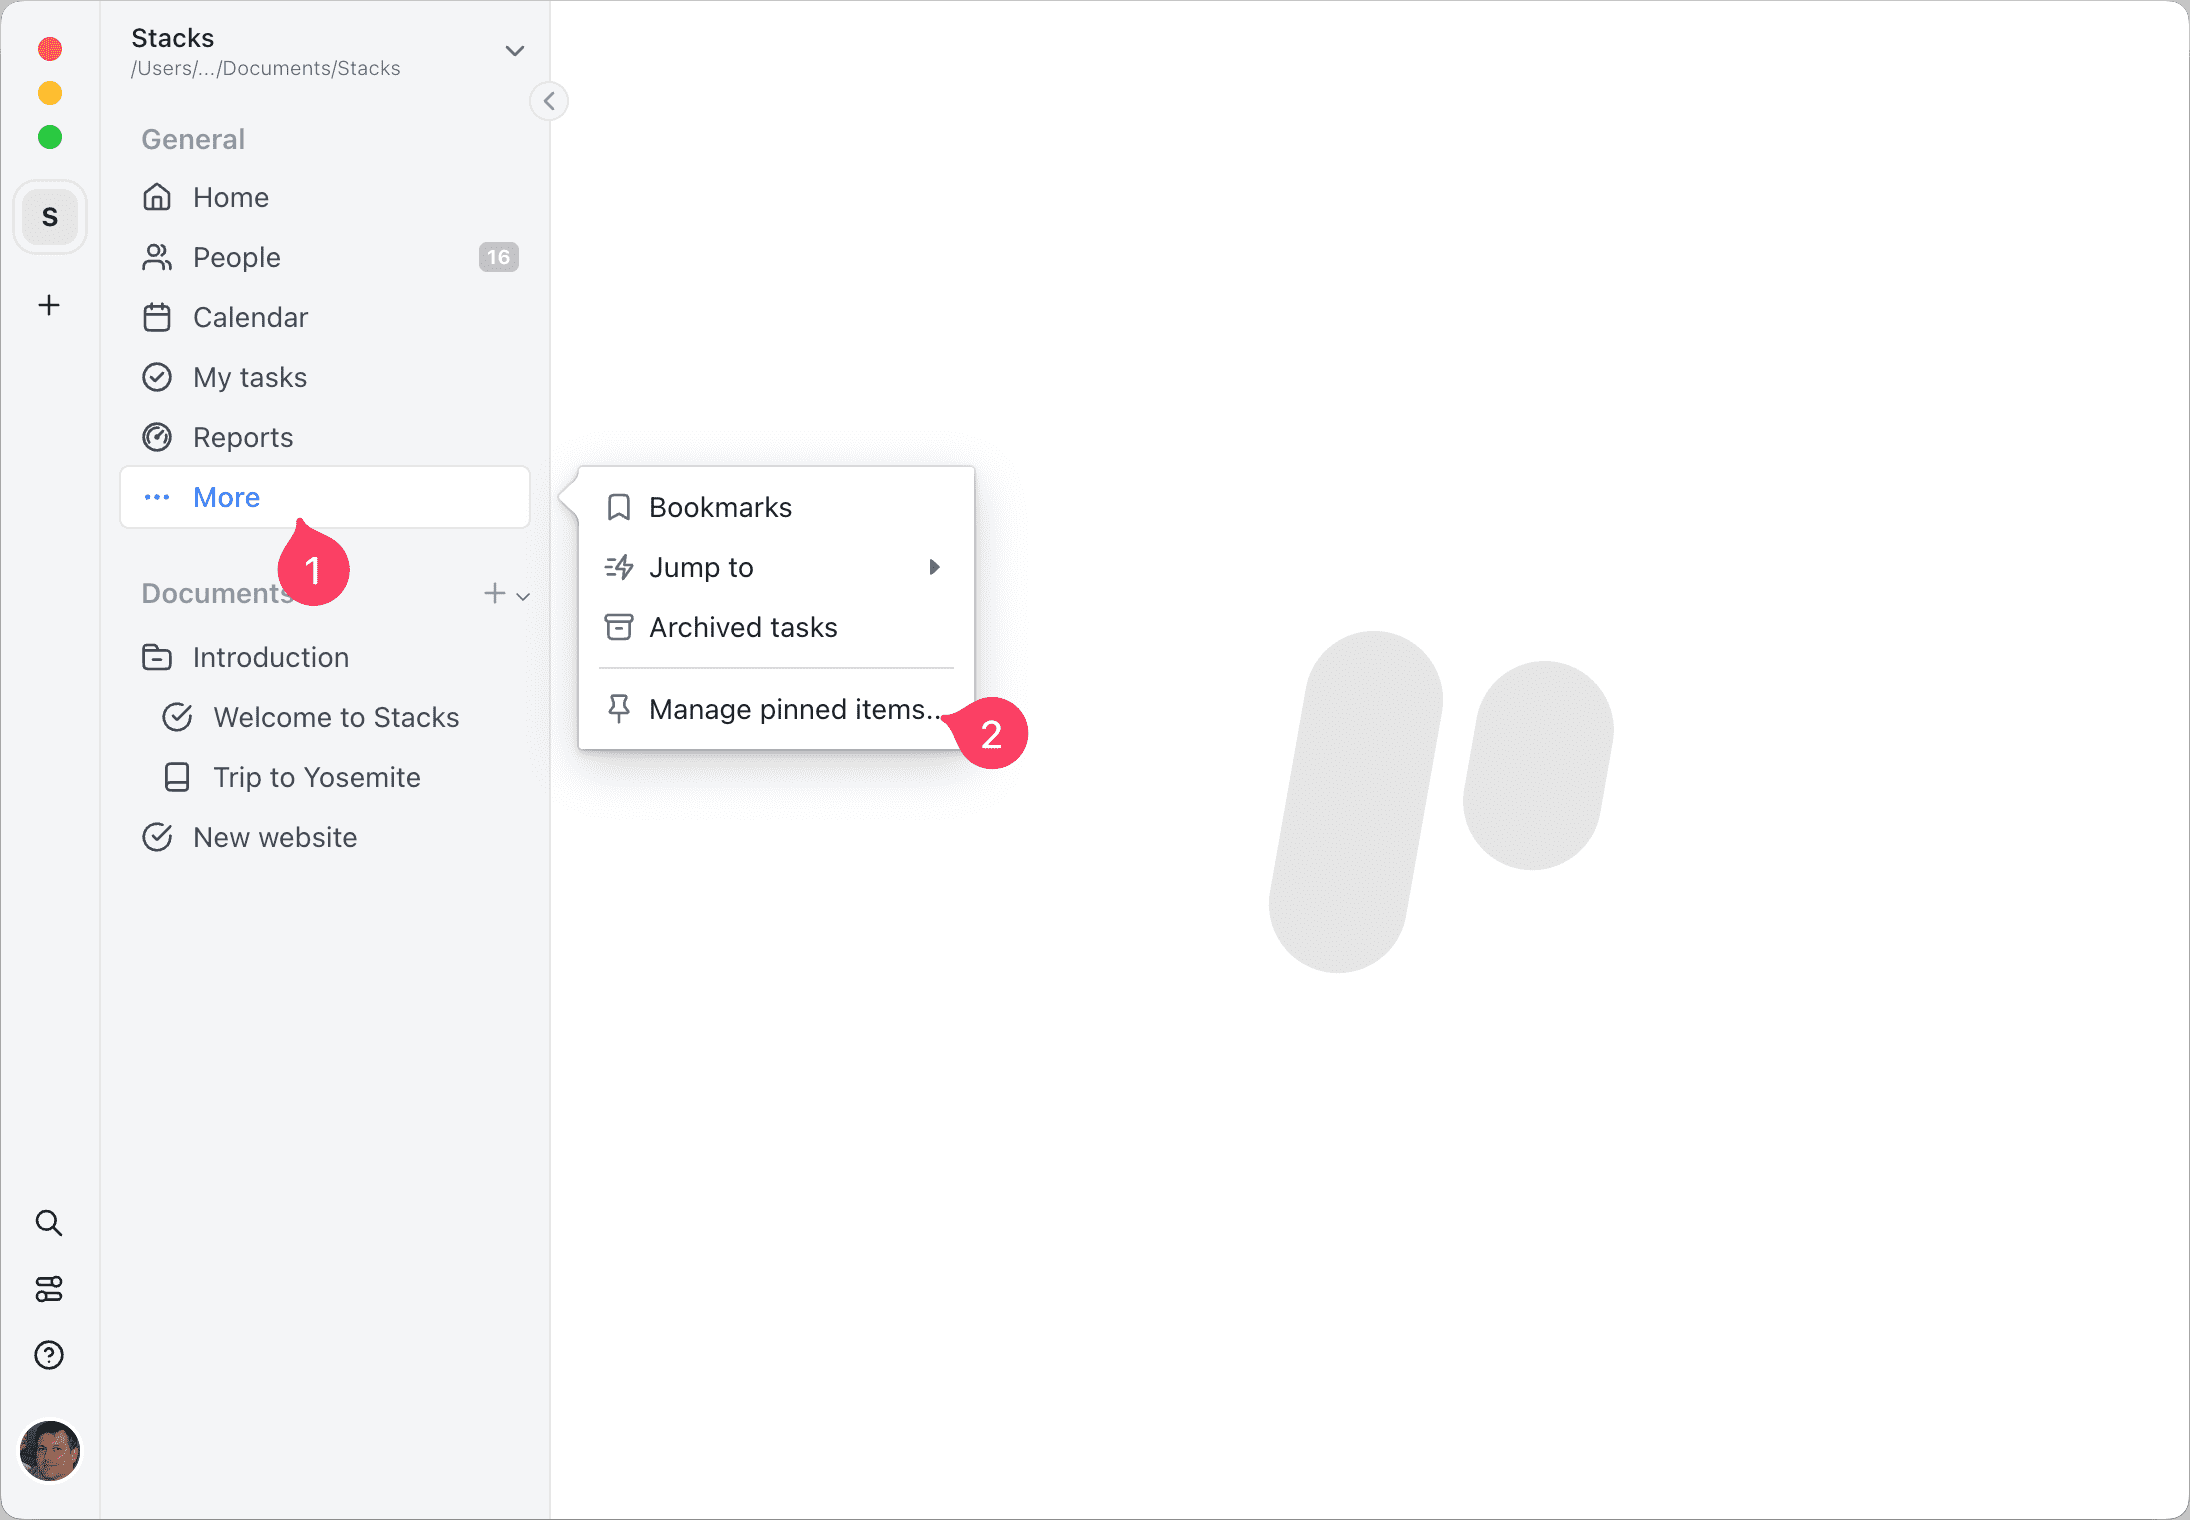 Stacks
/Users/.../Documents/Stacks
General
S
Home
People
16
Calendar
My tasks
Reports
More
1
Documents
Introduction
Welcome to Stacks
Trip to Yosemite
New website
Bookmarks
Jump to
Archived tasks
Manage pinned items..
2